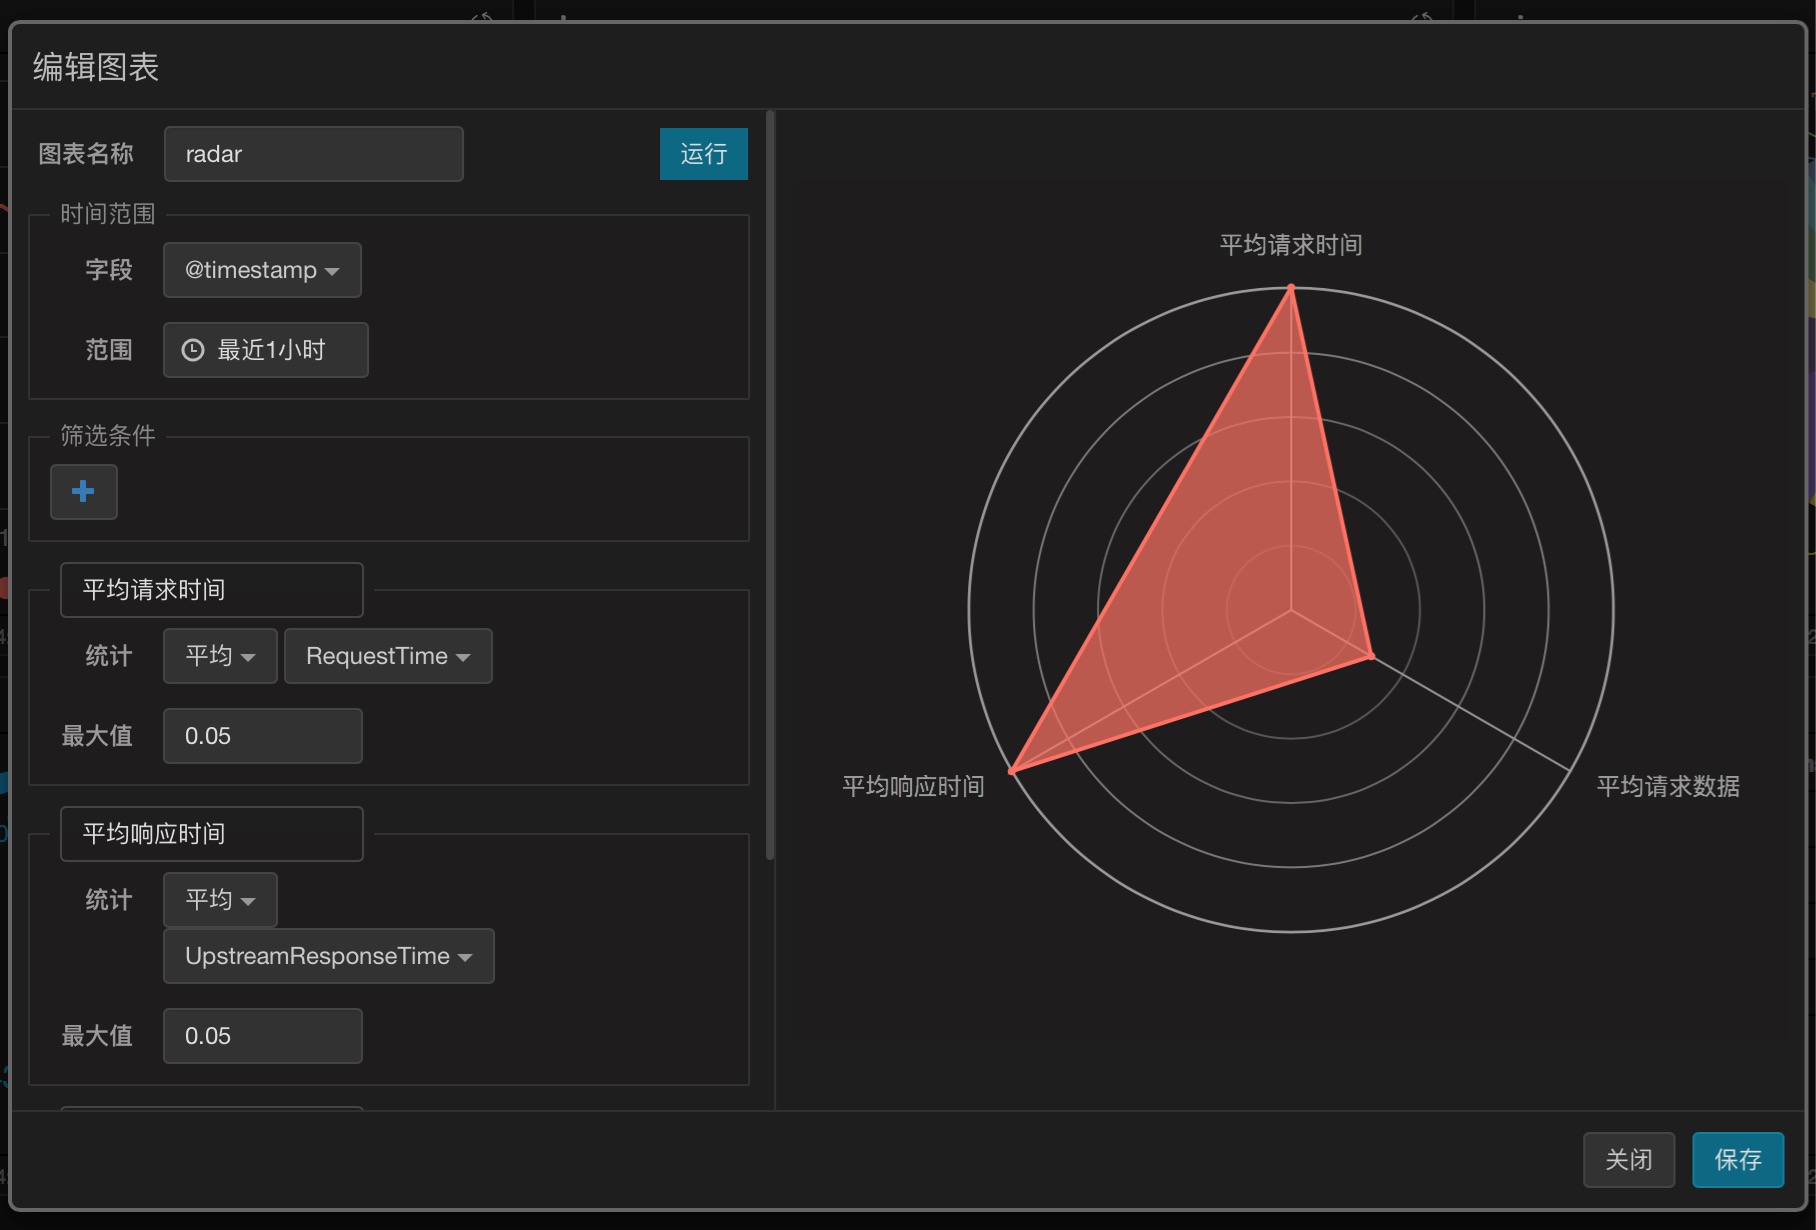 编辑图表
图表名称 radar 运行
时间范围
字段 @timestamp
范围 最近1小时
筛选条件
平均请求时间
统计 平均 RequestTime
最大值 0.05
平均响应时间
统计 平均
UpstreamResponseTime
最大值 0.05
平均请求时间
平均响应时间
平均请求数据
关闭 保存